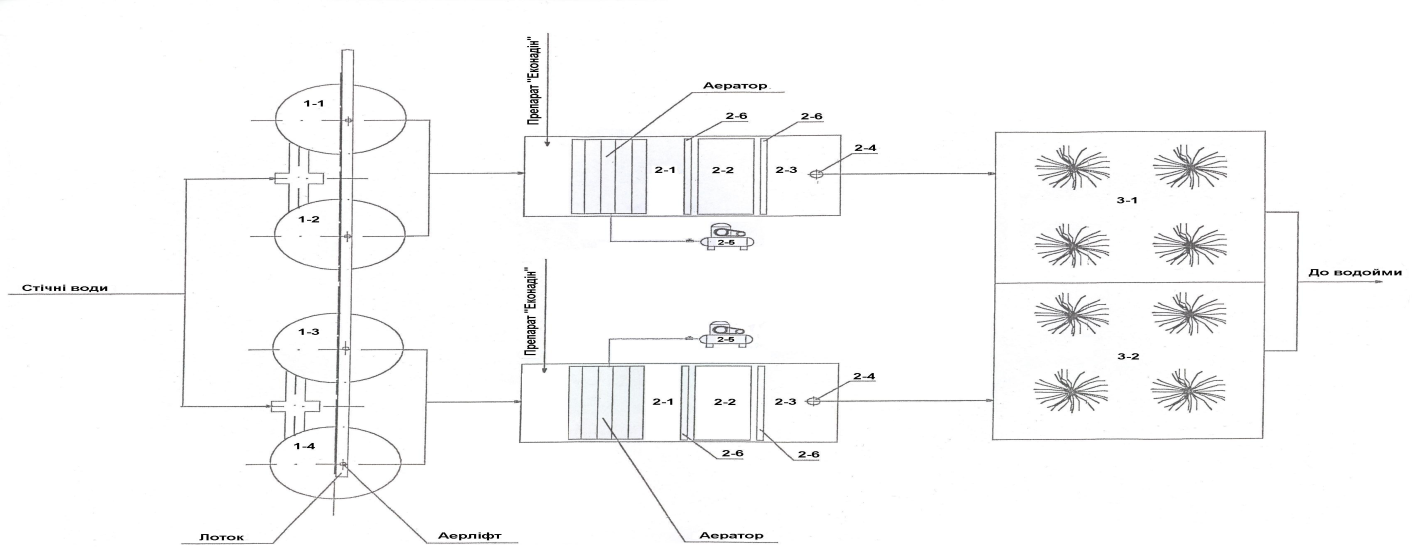 Препарат "Еконадін"
Аератор
1-1
2-6
2-6
2-4
2-1
2-2
2-3
3-1
1-2
2-5
Стічні води
До водойми
Препарат "Еконадін"
1-3
2-5
3-2
2-4
2-1
2-2
2-3
1-4
2-6
2-6
Лоток
Аерліфт
Аератор